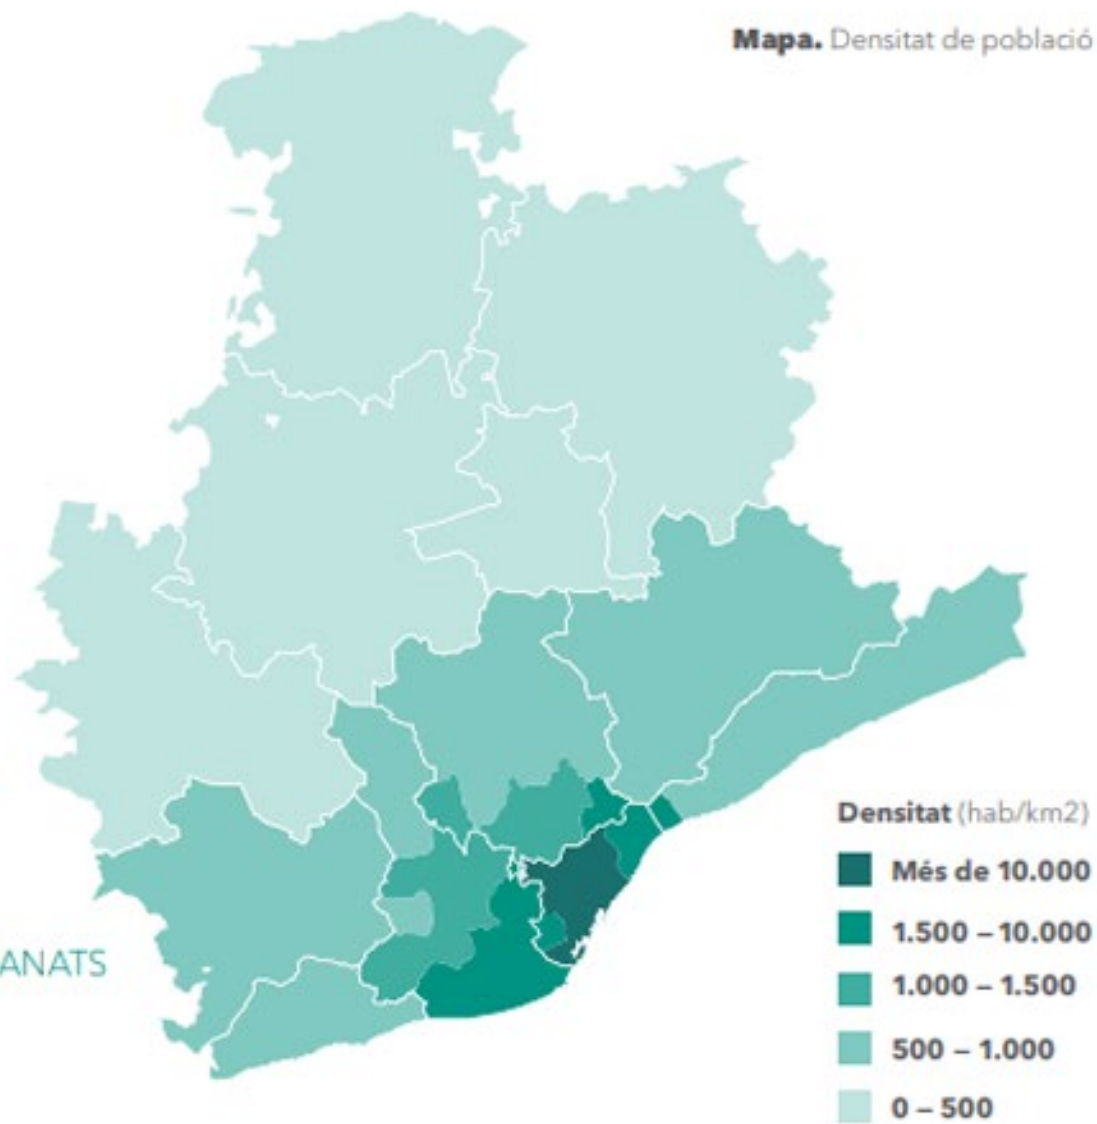 Mapa. Densitat de població
ANATS
Densitat (hab/km2)
Més de 10.000
1.500 – 10.000
1.000 – 1.500
500 – 1.000
0 – 500